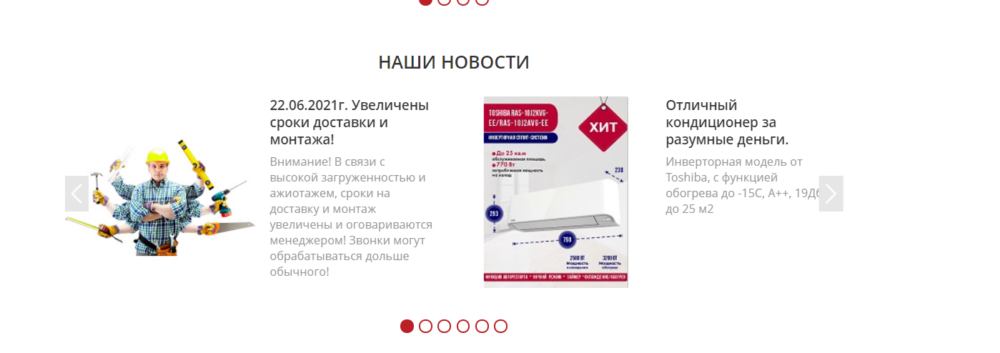 НАШИ НОВОСТИ
22.06.2021г. Увеличены
сроки доставки и
монтажа!
Внимание! В связи с
высокой загруженностью и
ажиотажем, сроки на
доставку и монтаж
увеличены и оговариваются
менеджером! Звонки могут
обрабатываться дольше
обычного!
TOSHIBA RAS-10J2KVG-
EE/RAS-10J2AVG-EE
ИНВЕРТОРНАЯ СПЛИТ-СИСТЕМА
ХИТ
До 25 кв.м
обслуживаемая площадь,
770 Вт
потребляемая мощность
на холод
230
293
798
2500 ВТ
Мощность
охлаждения
3200 ВТ
Мощность
обогрева
ФУНКЦИЯ АВТОРЕСТАРТА * НОЧНОЙ РЕЖИМ * ТАЙМЕР *ОХЛАЖДЕНИЕ/ОБОГРЕВ
Отличный
кондиционер за
разумные деньги.
Инверторная модель от
Toshiba, с функцией
обогрева до -15С, А++, 19Дб
до 25 м2